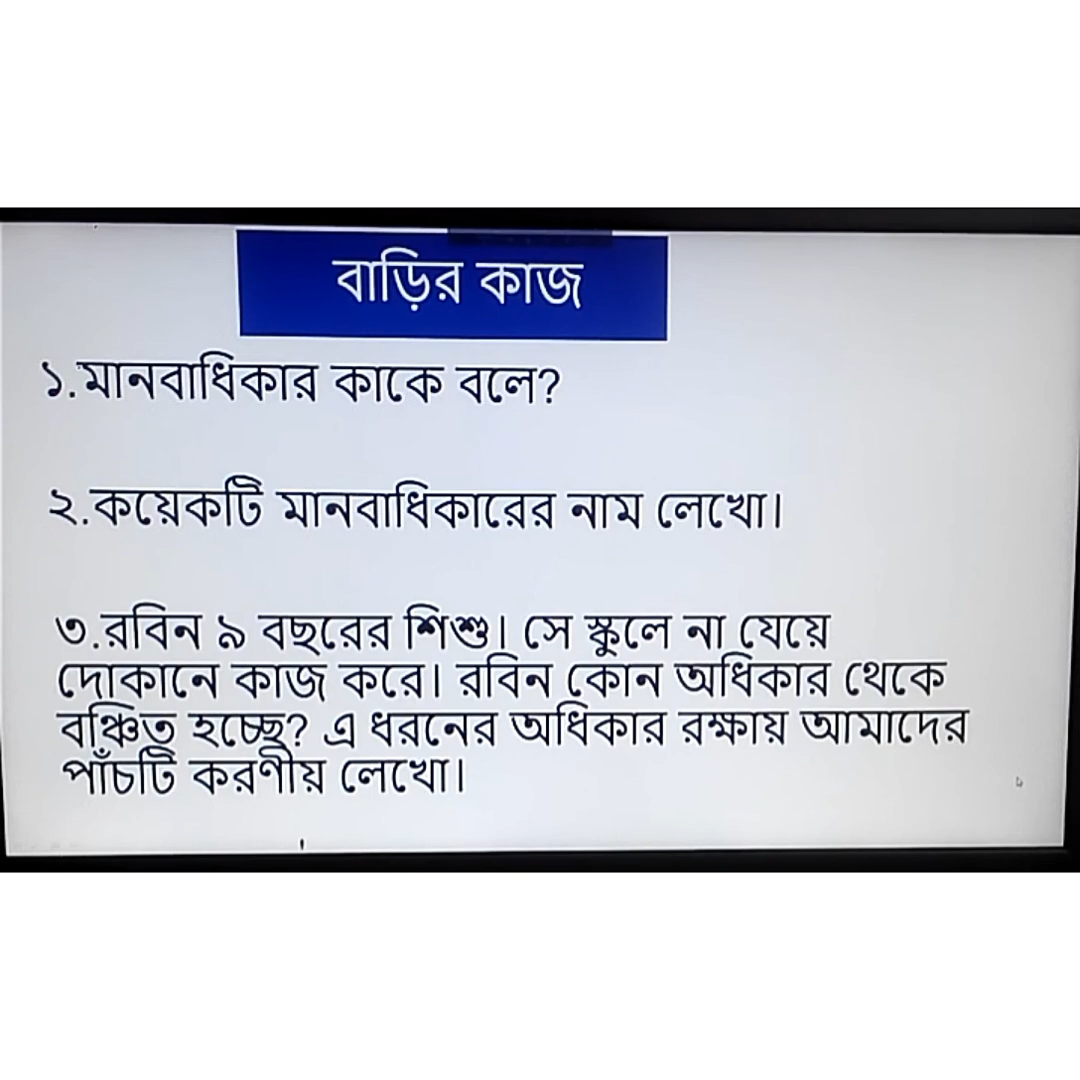 বাড়ির কাজ
১.মানবাধিকার কাকে বলে?
২.কয়েকটি মানবাধিকারের নাম লেখো।
৩.রবিন ৯ বছরের শিশু। সে স্কুলে না যেয়ে
দোকানে কাজ করে। রবিন কোন অধিকার থেকে
বঞ্চিত হচ্ছে? এ ধরনের অধিকার রক্ষায় আমাদের
পাঁচটি করণীয় লেখো।